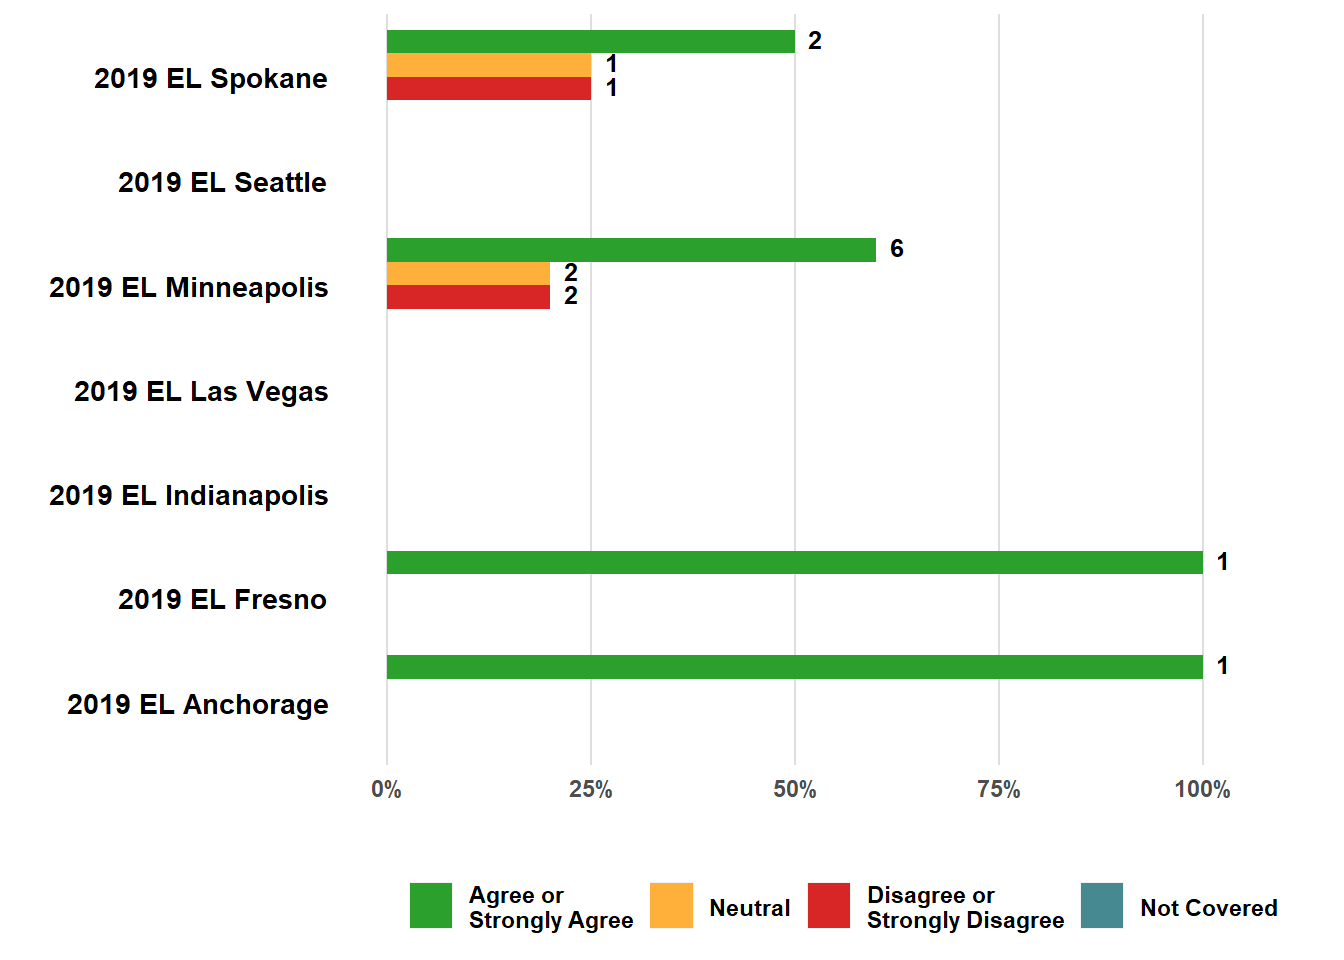 2
1
2019 EL Spokane
1
2019 EL Seattle
6
2
2019 EL Minneapolis
2
2019 EL Las Vegas
2019 EL Indianapolis
1
2019 EL Fresno
1
2019 EL Anchorage
0% 25% 50% 75% 100%
Agree or
Strongly Agree
Neutral
Disagree or
Strongly Disagree
Not Covered